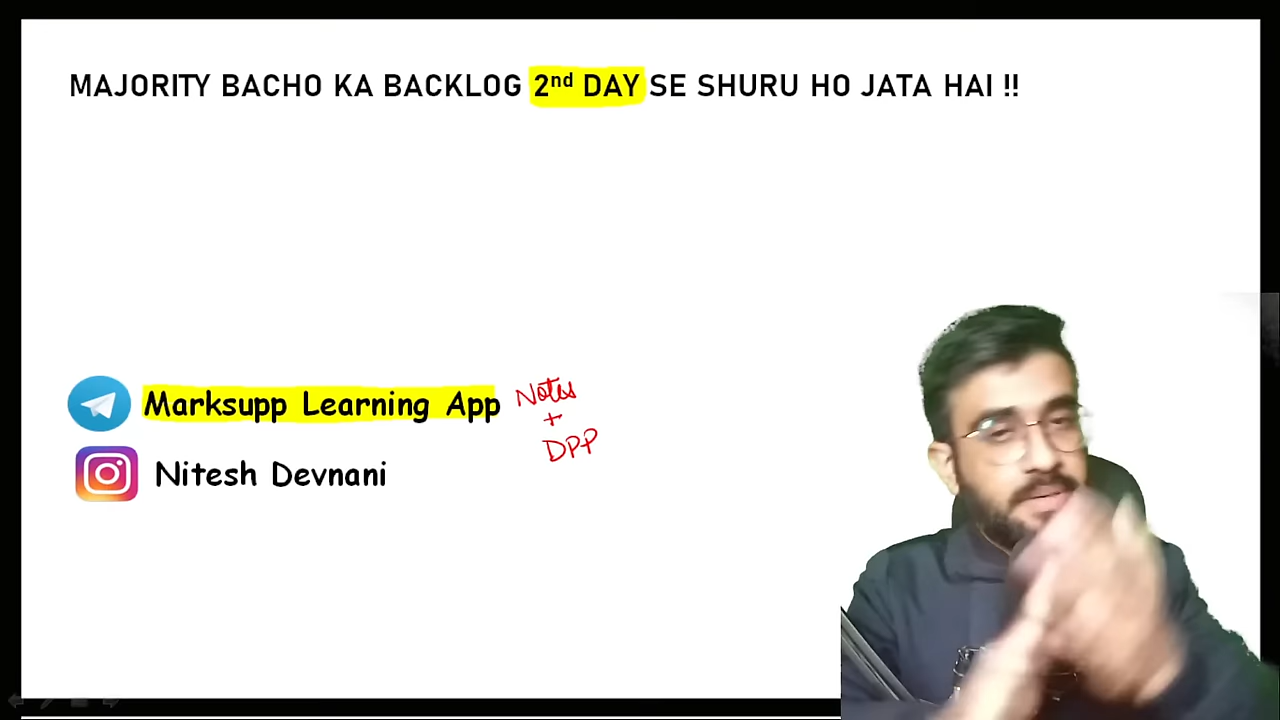 MAJORITY BACHO KA BACKLOG 2nd DAY SE SHURU HO JATA HAI !!
Marksupp Learning App
Notes
+
DPP
Nitesh Devnani